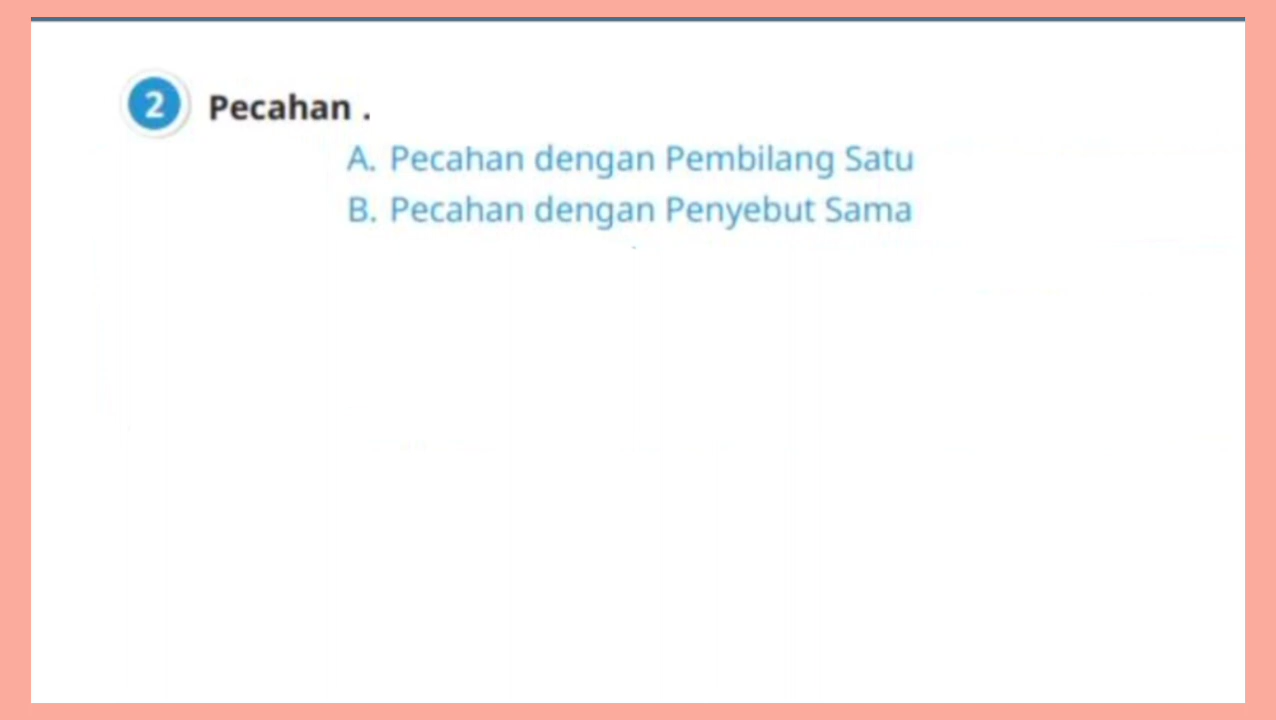 2 Pecahan .
A. Pecahan dengan Pembilang Satu
B. Pecahan dengan Penyebut Sama